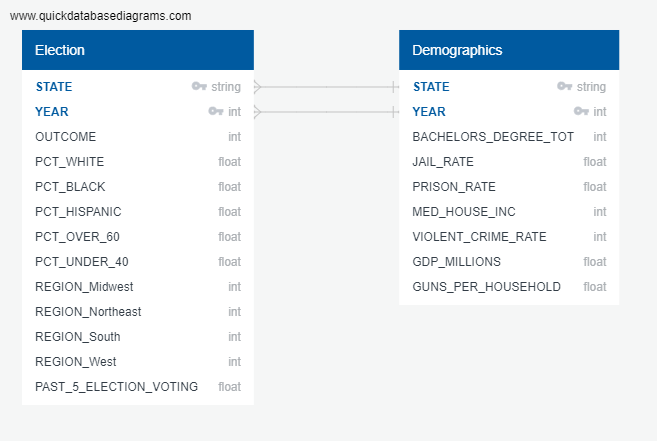 www.quickdatabasediagrams.com
Election
STATE string
YEAR int
OUTCOME int
PCT_WHITE float
PCT_BLACK float
PCT_HISPANIC float
PCT_OVER_60 float
PCT_UNDER_40 float
REGION_Midwest int
REGION_Northeast int
REGION_South int
REGION_West int
PAST_5_ELECTION_VOTING float
Demographics
STATE string
YEAR int
BACHELORS_DEGREE_TOT int
JAIL_RATE float
PRISON_RATE float
MED_HOUSE_INC int
VIOLENT_CRIME_RATE int
GDP_MILLIONS float
GUNS_PER_HOUSEHOLD float